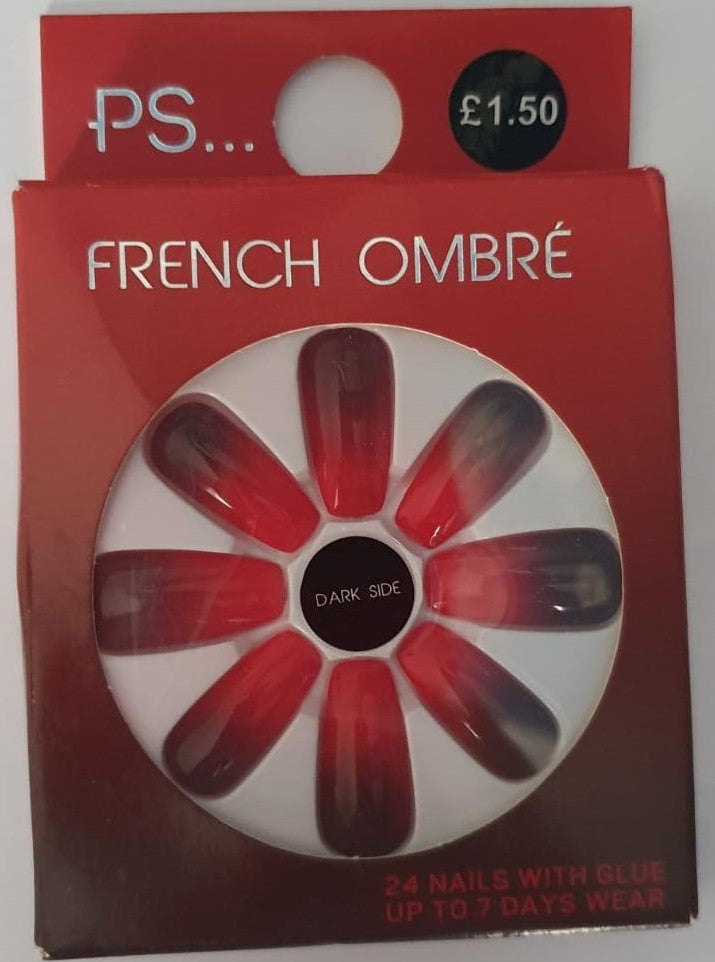 PS...
£1.50
FRENCH OMBRÉ
DARK SIDE
24 NAILS WITH GLUE
UP TO 7 DAYS WEAR